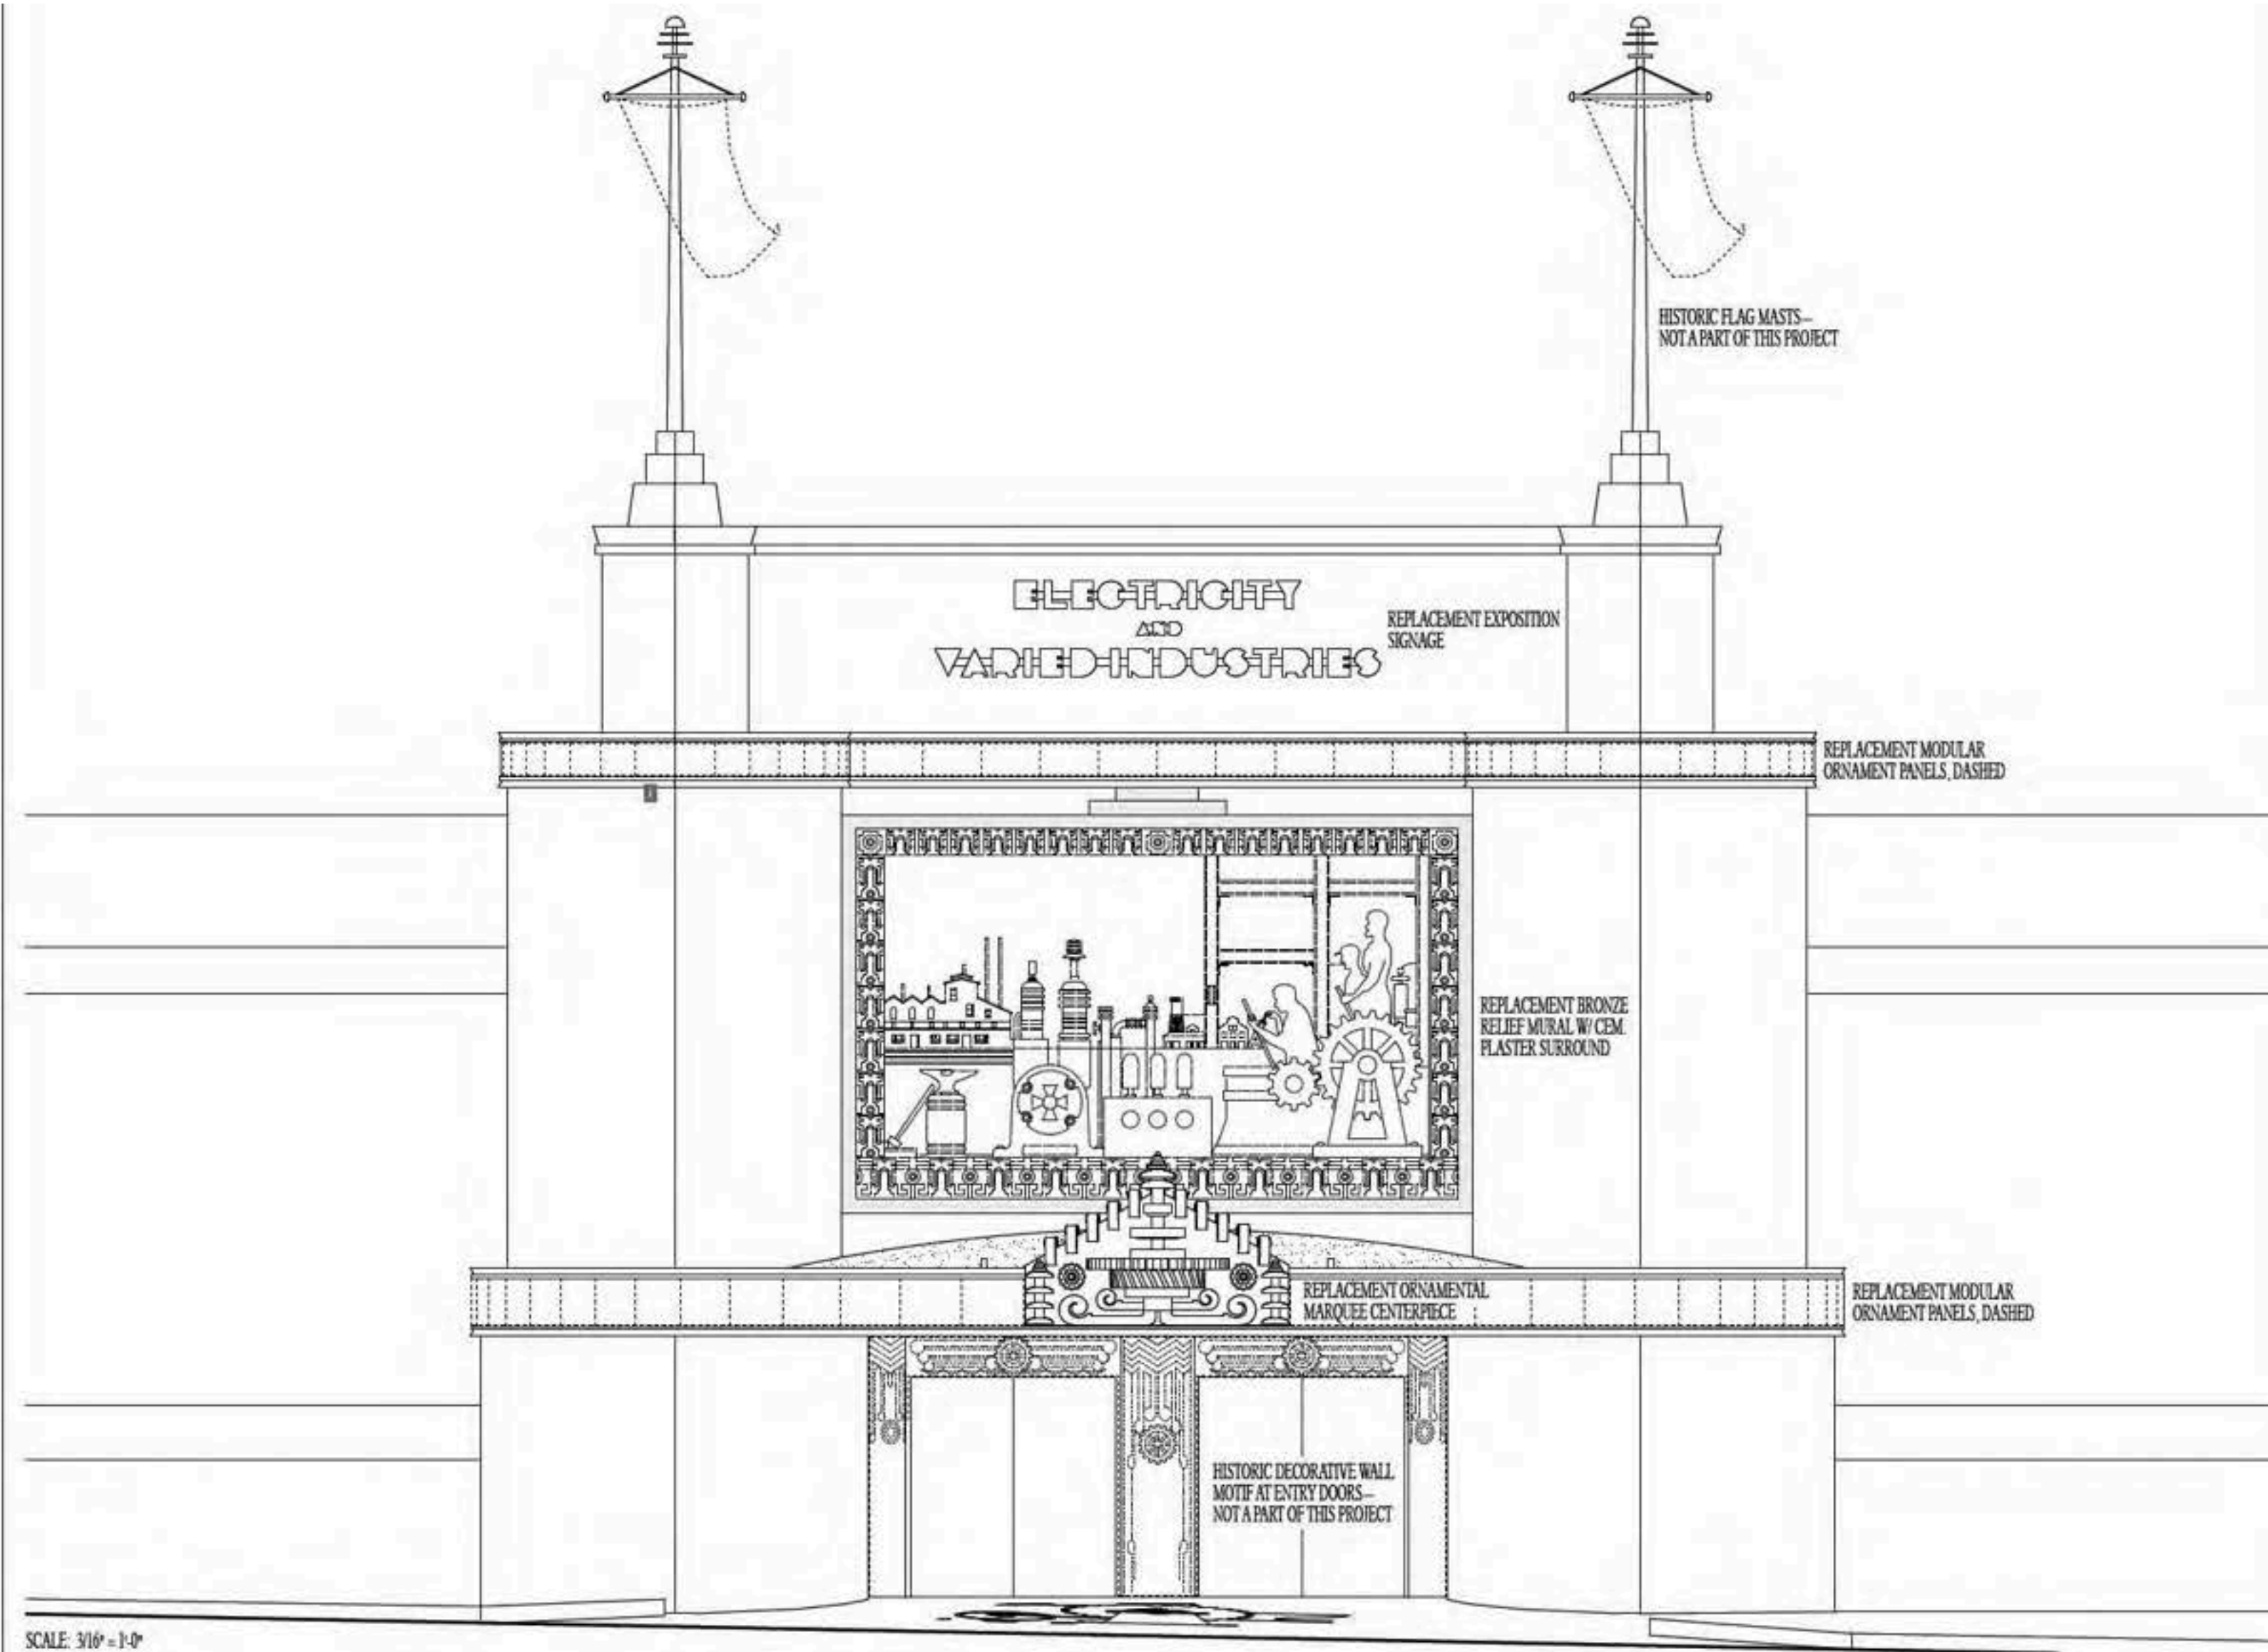 HISTORIC FLAG MASTS—
NOT A PART OF THIS PROJECT
ELECTRICITY
AND
VARIED INDUSTRIES
REPLACEMENT EXPOSITION
SIGNAGE
REPLACEMENT MODULAR
ORNAMENT PANELS, DASHED
REPLACEMENT BRONZE
RELIEF MURAL W/ CEM.
PLASTER SURROUND
REPLACEMENT ORNAMENTAL
MARQUEE CENTERPIECE
REPLACEMENT MODULAR
ORNAMENT PANELS, DASHED
HISTORIC DECORATIVE WALL
MOTIF AT ENTRY DOORS—
NOT A PART OF THIS PROJECT
SCALE: 3/16" = 1'-0"